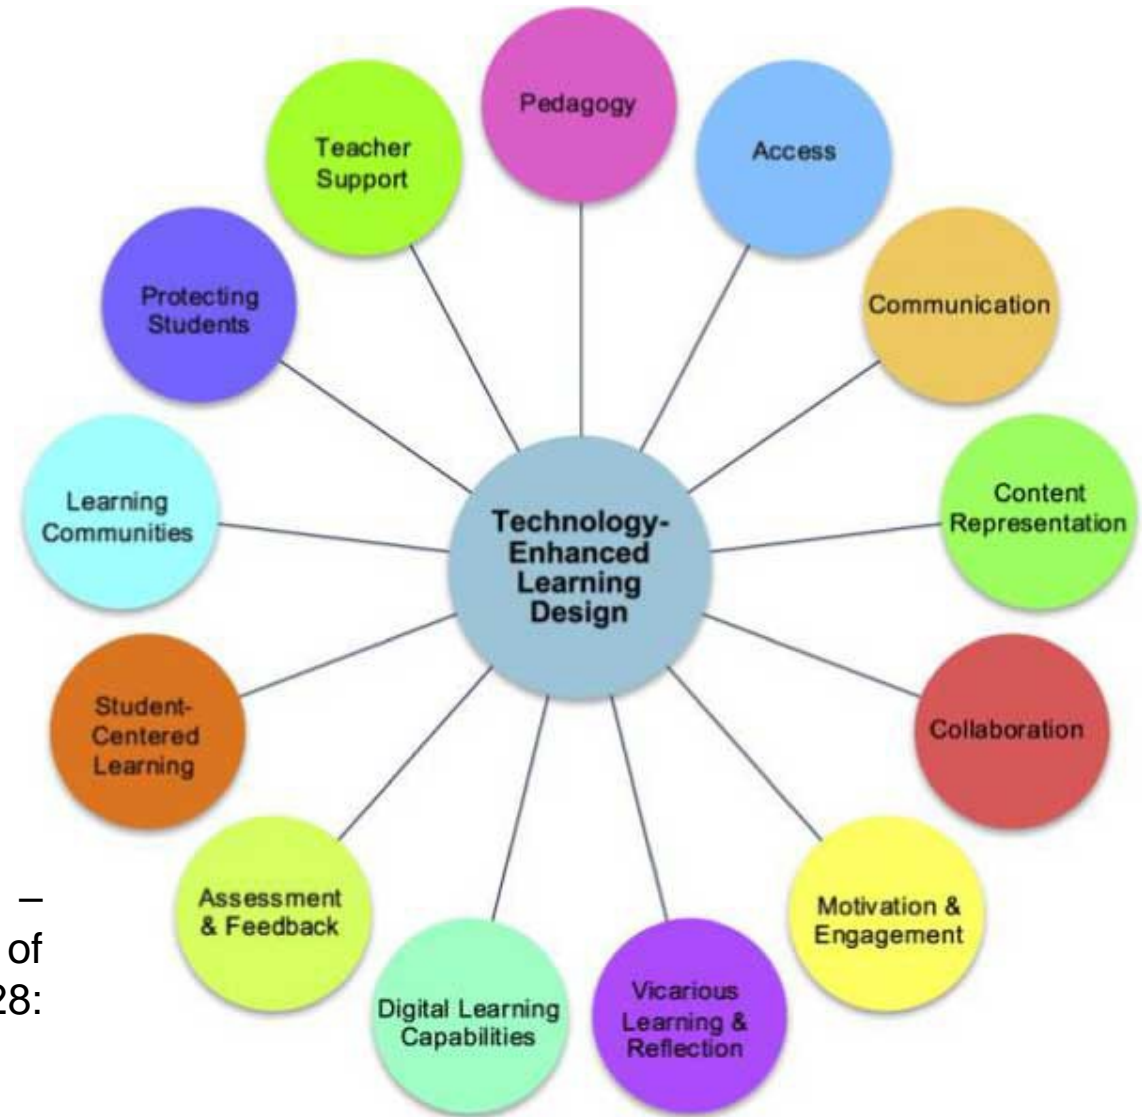 Pedagogy
Access
Communication
Content
Representation
Collaboration
Motivation &
Engagement
Vicarious
Learning &
Reflection
Digital Learning
Capabilities
Assessment
& Feedback
Student-
Centered
Learning
Learning
Communities
Protecting
Students
Teacher
Support
Technology-
Enhanced
Learning
Design
–
of
28: